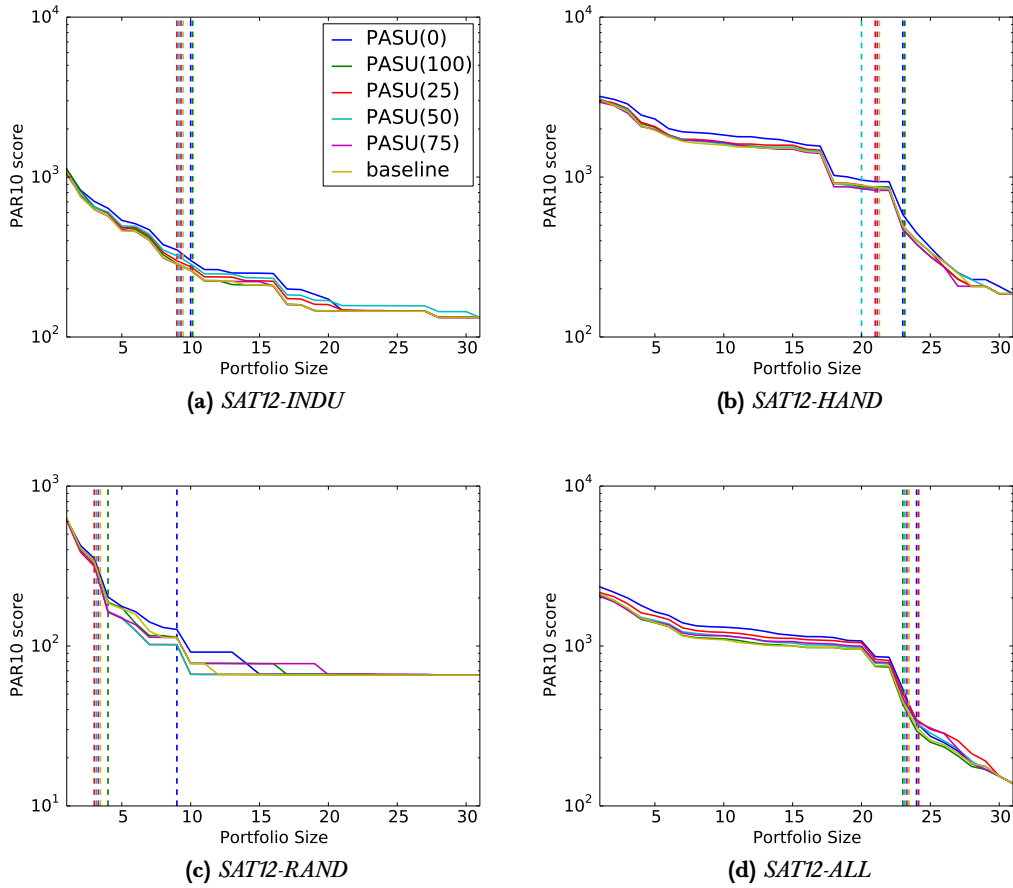 10^4
10^3
10^2
PAR10 score
5
10
15
20
25
30
Portfolio Size
PASU(0)
PASU(100)
PASU(25)
PASU(50)
PASU(75)
baseline
(a) SAT12-INDU
10^4
10^3
10^2
PAR10 score
5
10
15
20
25
30
Portfolio Size
(b) SAT12-HAND
10^3
10^2
10^1
PAR10 score
5
10
15
20
25
30
Portfolio Size
(c) SAT12-RAND
10^4
10^3
10^2
PAR10 score
5
10
15
20
25
30
Portfolio Size
(d) SAT12-ALL